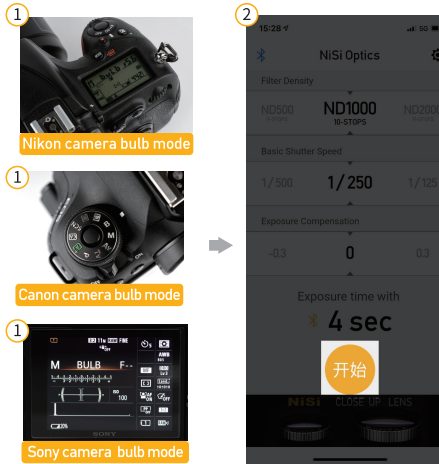 1
Nikon camera bulb mode
1
Canon camera bulb mode
1
M BULB F--
ISO
100
SONY
Sony camera bulb mode
2
15:28
5G
NiSi Optics
Filter Density
ND500 ND1000 ND2000
10-STOPS
Basic Shutter Speed
1/500 1/250 1/125
Exposure Compensation
-0.3 0 0.3
Exposure time with
4 sec
开始
NiSi CLOSE UP LENS